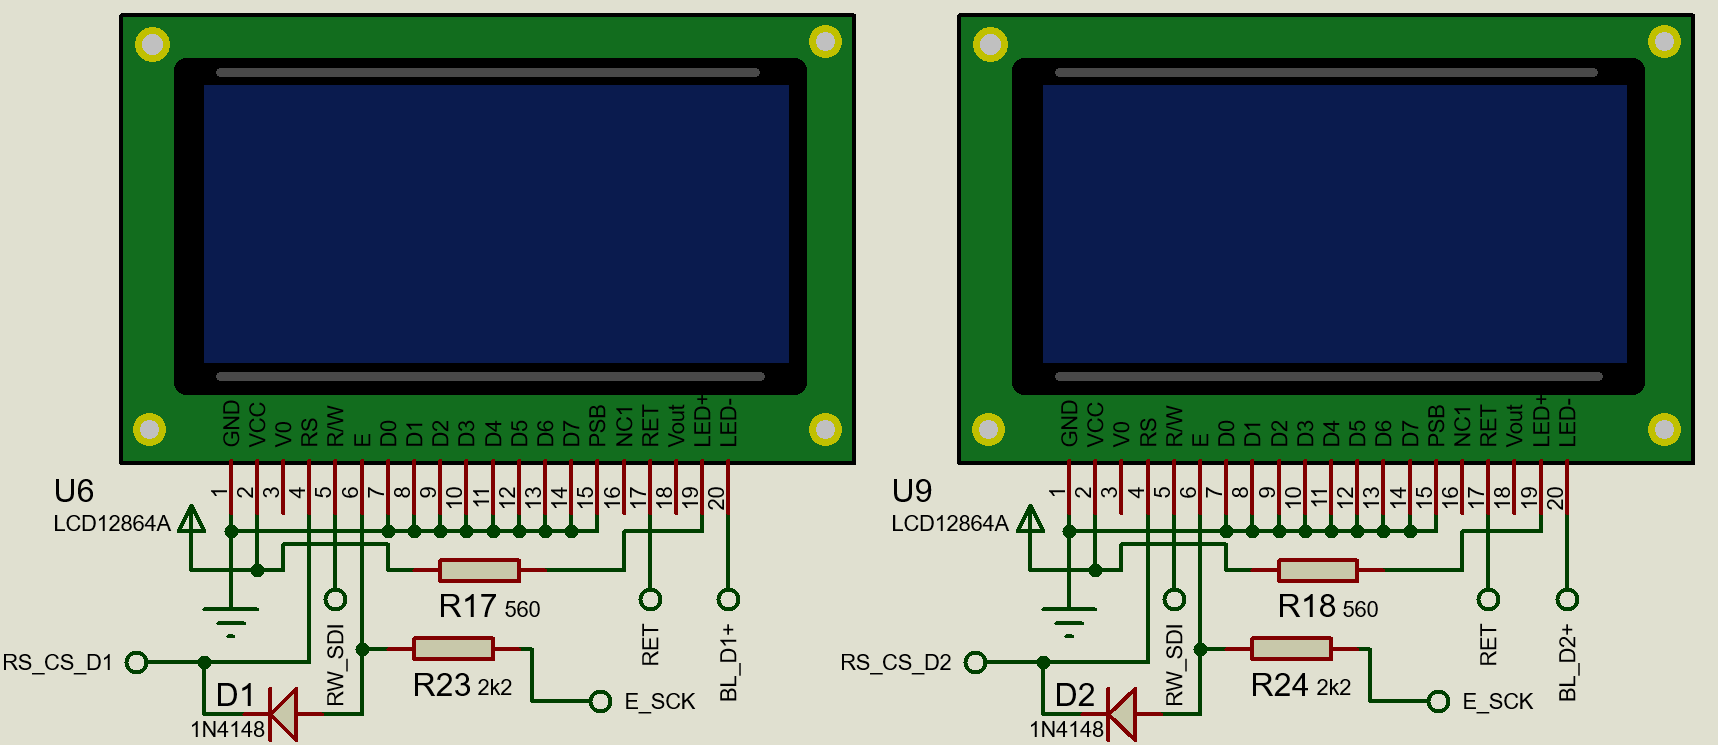 GND VCC V0 RS R/W E D0 D1 D2 D3 D4 D5 D6 D7 PSB NC1 RET Vout LED+ LED-
1 2 3 4 5 6 7 8 9 10 11 12 13 14 15 16 17 18 19 20
U6
LCD12864A
R17 560
RS_CS_D1
RW_SDI
RET
BL_D1+
R23 2k2
E_SCK
D1
1N4148
GND VCC V0 RS R/W E D0 D1 D2 D3 D4 D5 D6 D7 PSB NC1 RET Vout LED+ LED-
1 2 3 4 5 6 7 8 9 10 11 12 13 14 15 16 17 18 19 20
U9
LCD12864A
R18 560
RS_CS_D2
RW_SDI
RET
BL_D2+
R24 2k2
E_SCK
D2
1N4148